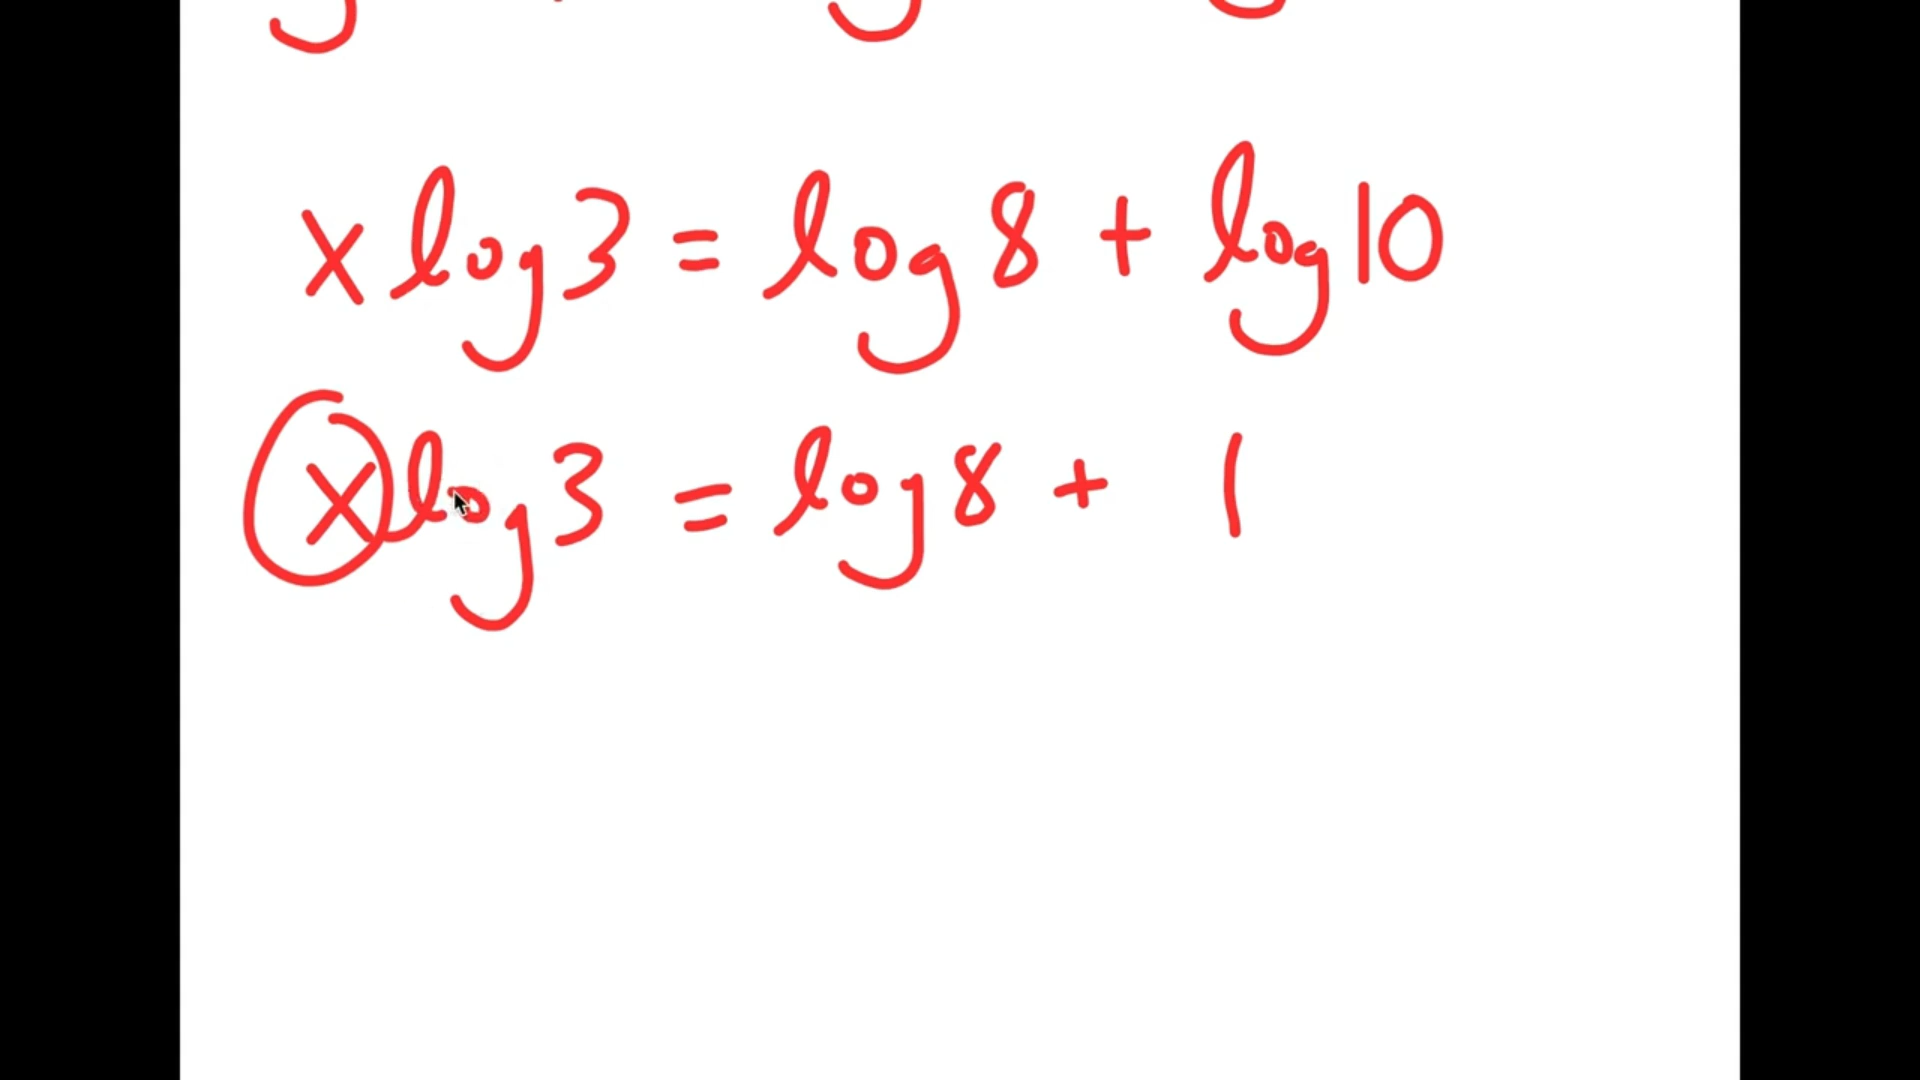 x log 3 = log 8 + log 10
x log 3 = log 8 + 1